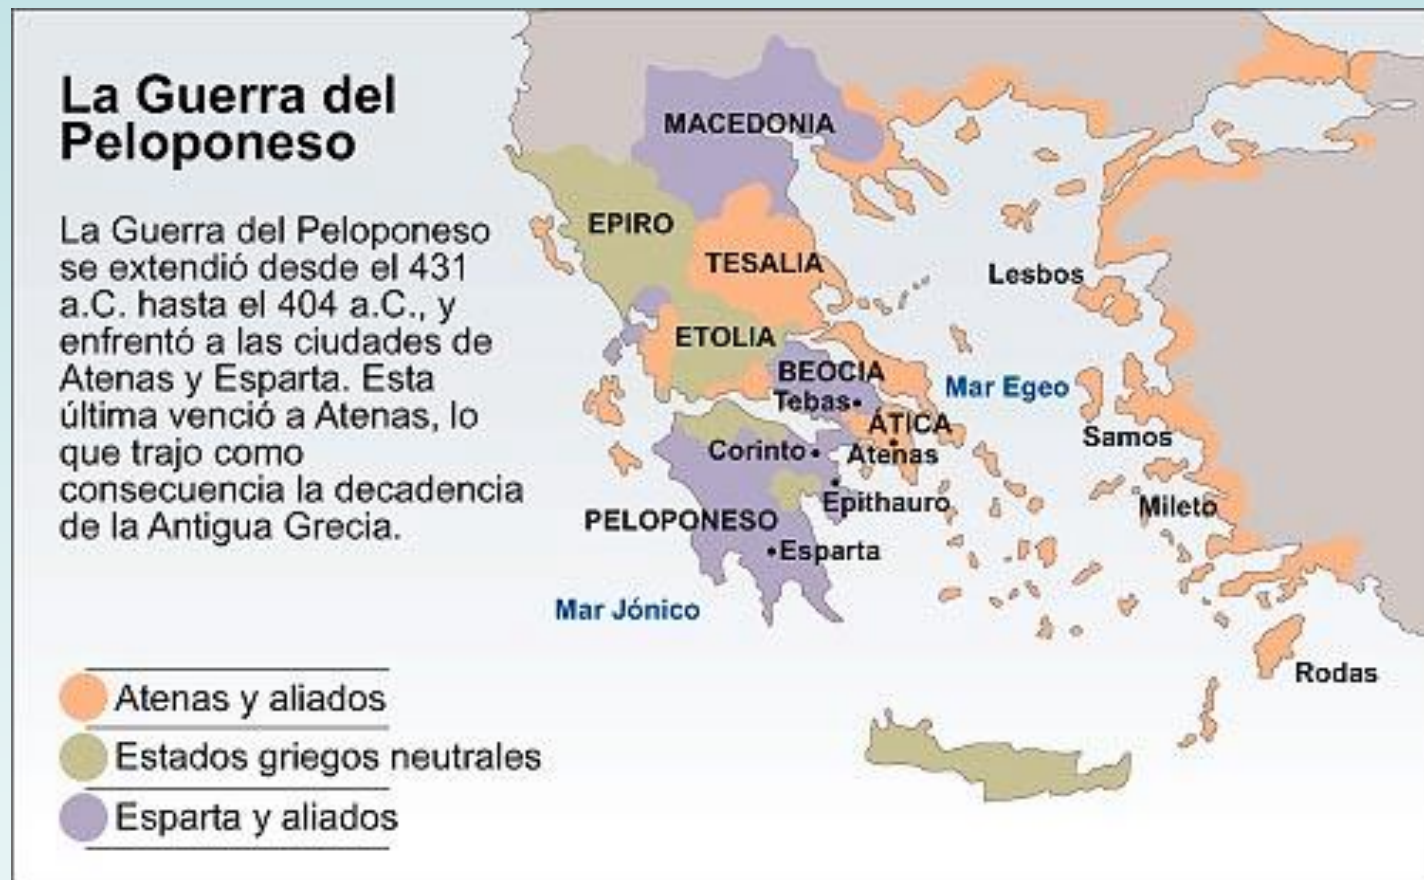 La Guerra del
Peloponeso
La Guerra del Peloponeso
se extendió desde el 431
a.C. hasta el 404 a.C., y
enfrentó a las ciudades de
Atenas y Esparta. Esta
última venció a Atenas, lo
que trajo como
consecuencia la decadencia
de la Antigua Grecia.
MACEDONIA
EPIRO
TESALIA
Lesbos
ETOLIA
BEOCIA
Mar Egeo
Tebas
ÁTICA
Samos
Corinto
Atenas
Epithauro
Mileto
PELOPONESO
Esparta
Mar Jónico
Rodas
Atenas y aliados
Estados griegos neutrales
Esparta y aliados